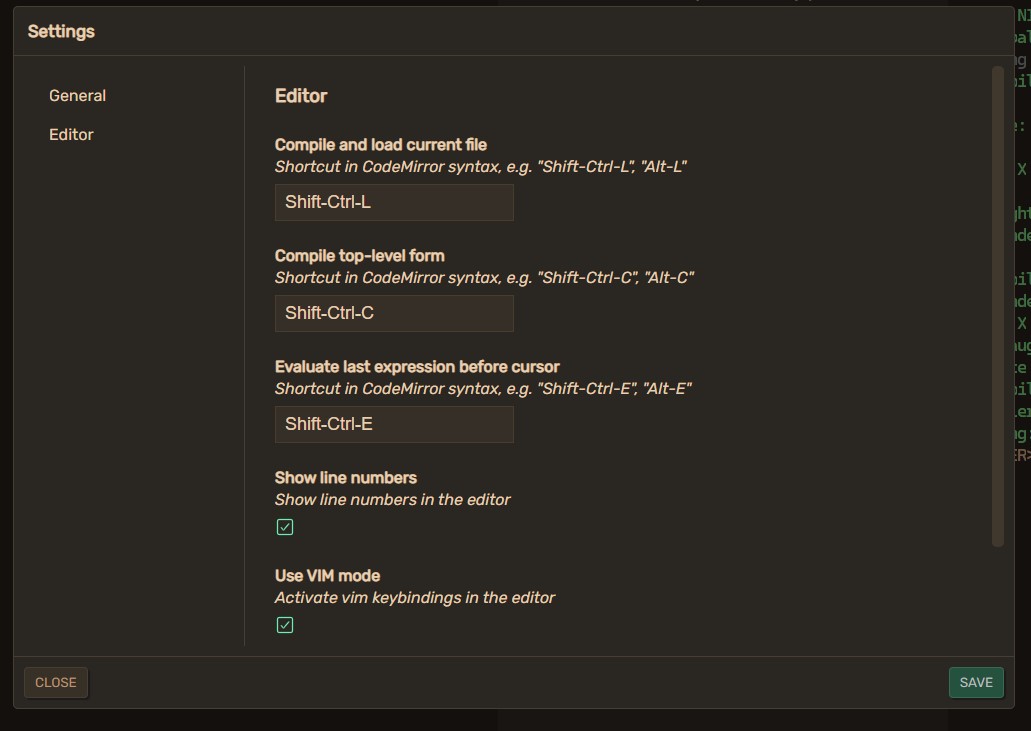 Settings
General
Editor
Editor
Compile and load current file
Shortcut in CodeMirror syntax, e.g. "Shift-Ctrl-L", "Alt-L"
Shift-Ctrl-L
Compile top-level form
Shortcut in CodeMirror syntax, e.g. "Shift-Ctrl-C", "Alt-C"
Shift-Ctrl-C
Evaluate last expression before cursor
Shortcut in CodeMirror syntax, e.g. "Shift-Ctrl-E", "Alt-E"
Shift-Ctrl-E
Show line numbers
Show line numbers in the editor
Use VIM mode
Activate vim keybindings in the editor
CLOSE
SAVE